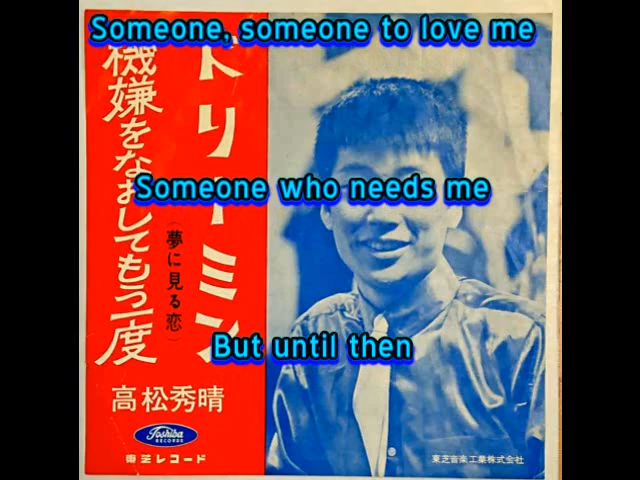 Someone, someone to love me
ドリーミン
（夢に見る恋）
機嫌をなおしてもう一度
Someone who needs me
But until then
高松秀晴
Toshiba
RECORDS
東芝レコード
東芝音楽工業株式会社